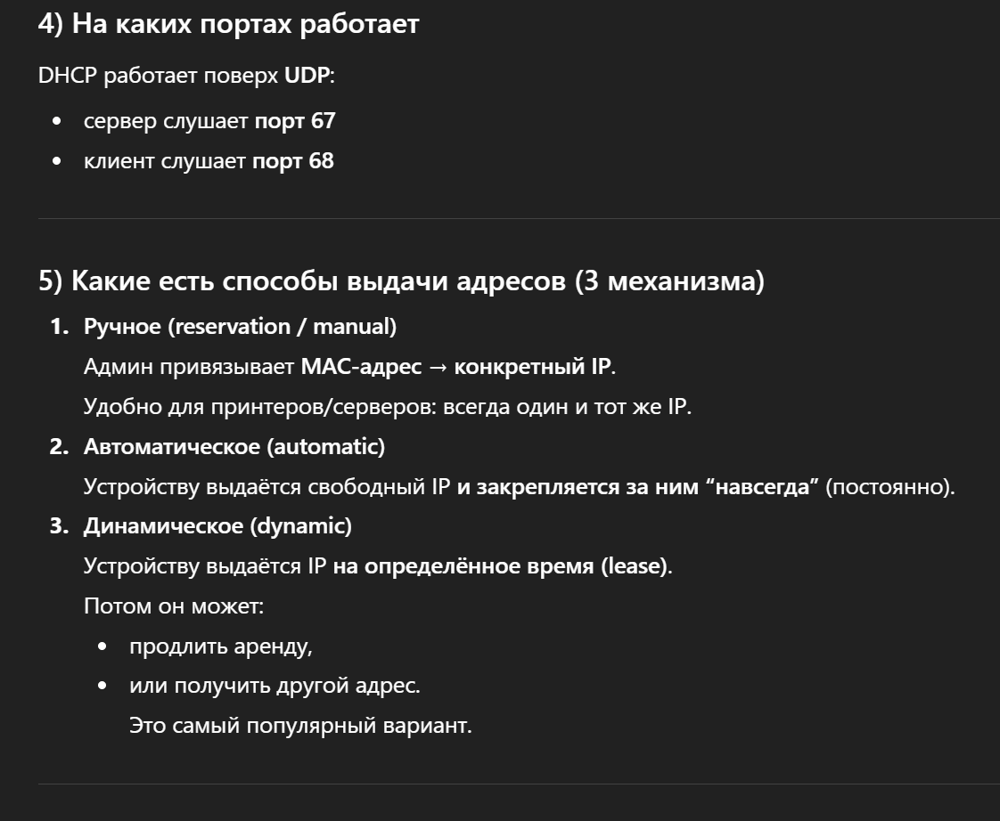 4) На каких портах работает
DHCP работает поверх UDP:
• сервер слушает порт 67
• клиент слушает порт 68
5) Какие есть способы выдачи адресов (3 механизма)
1. Ручное (reservation / manual)
Админ привязывает MAC-адрес → конкретный IP.
Удобно для принтеров/серверов: всегда один и тот же IP.
2. Автоматическое (automatic)
Устройству выдаётся свободный IP и закрепляется за ним “навсегда” (постоянно).
3. Динамическое (dynamic)
Устройству выдаётся IP на определённое время (lease).
Потом он может:
• продлить аренду,
• или получить другой адрес.
Это самый популярный вариант.